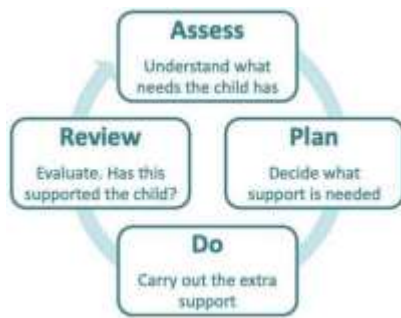 Assess
Understand what
needs the child has
Review
Evaluate. Has this
supported the child?
Plan
Decide what
support is needed
Do
Carry out the extra
support